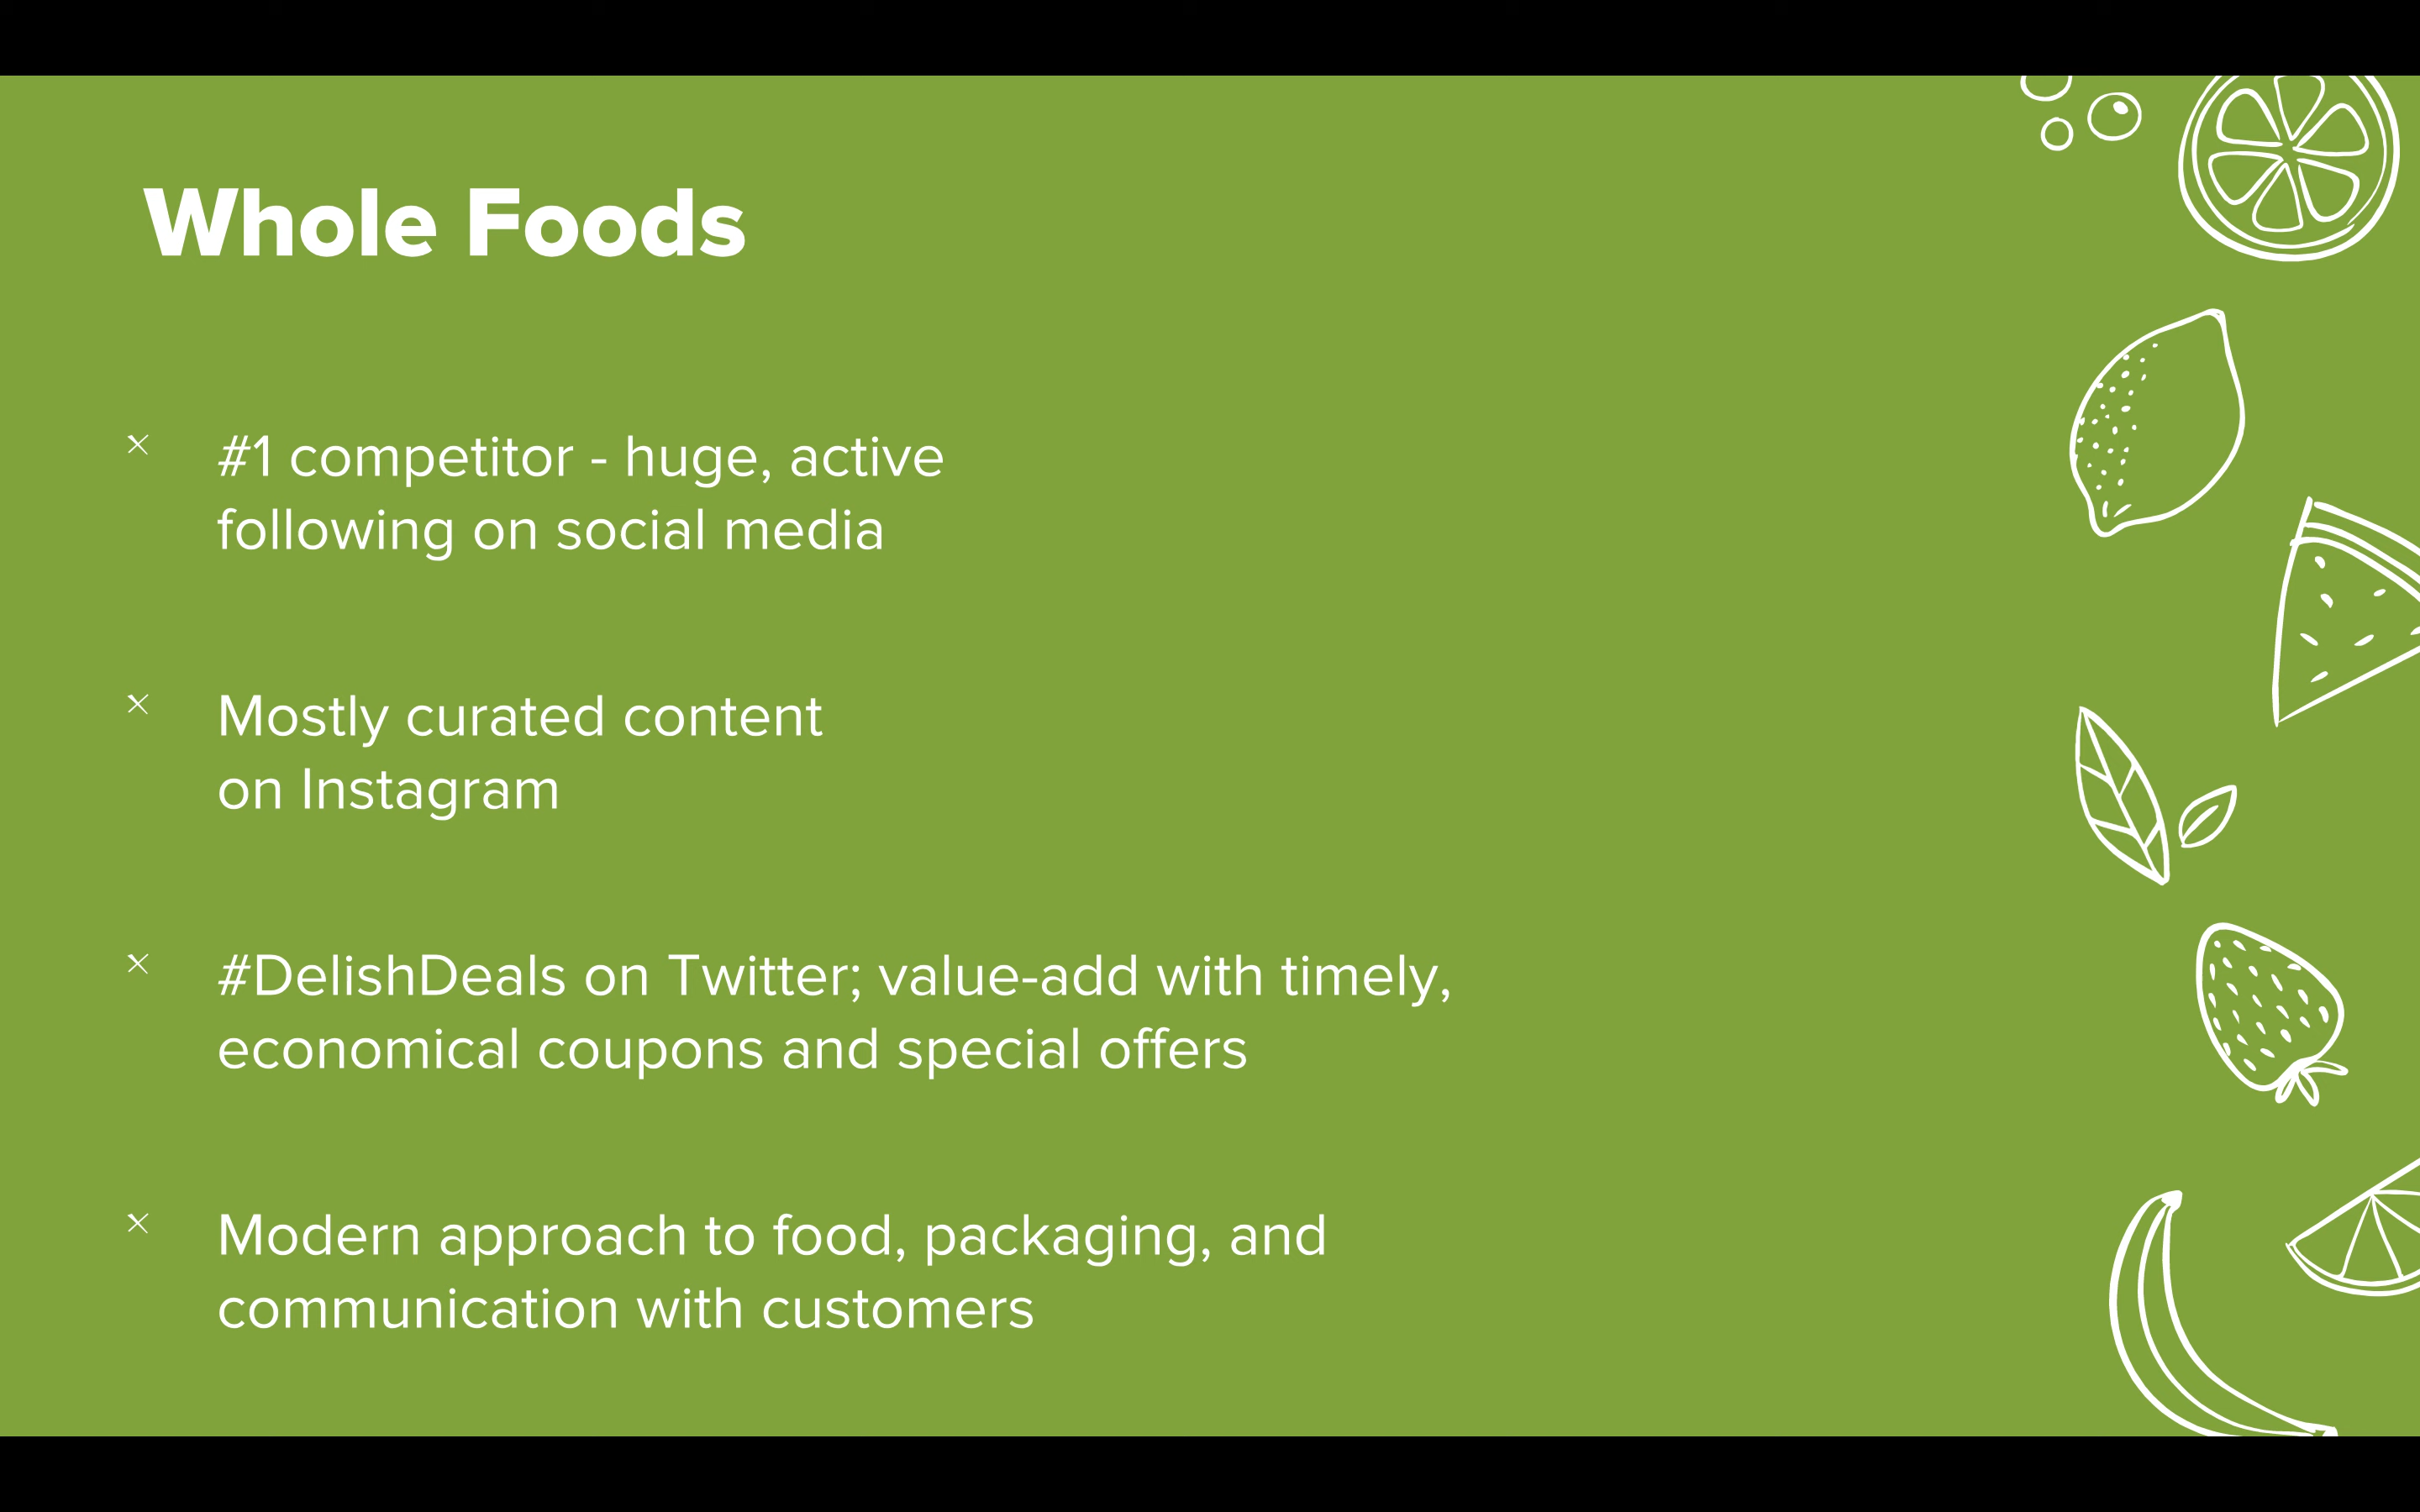 Whole Foods
#1 competitor - huge, active
following on social media
Mostly curated content
on Instagram
#DelishDeals on Twitter; value-add with timely,
economical coupons and special offers
Modern approach to food, packaging, and
communication with customers